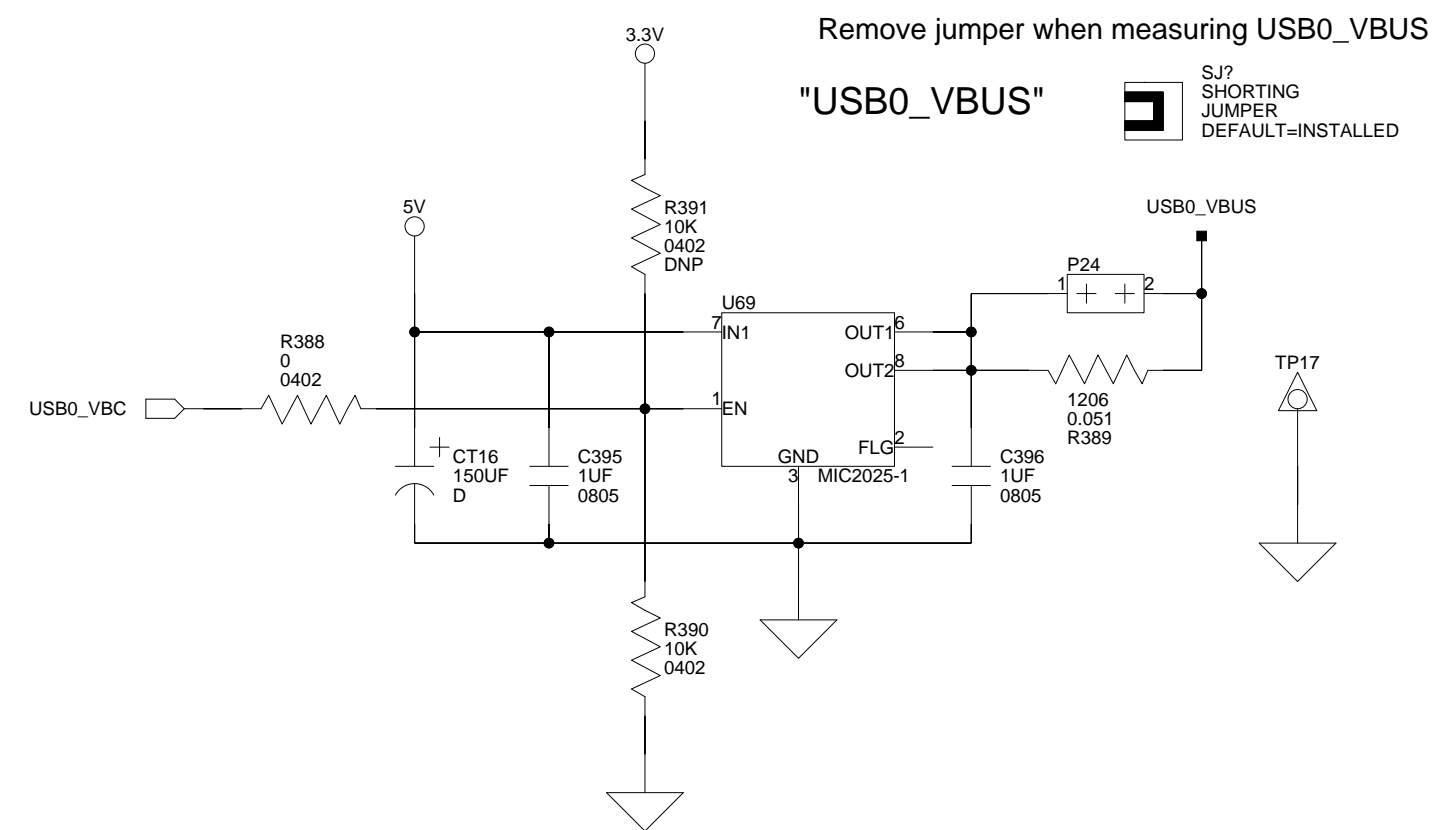 Remove jumper when measuring USB0_VBUS
"USB0_VBUS"
SJ?
SHORTING
JUMPER
DEFAULT=INSTALLED
3.3V
R391
10K
0402
DNP
5V
USB0_VBUS
P24
1
2
U69
7
IN1
OUT1
6
OUT2
8
1
EN
FLG
2
GND
3
MIC2025-1
R388
0
0402
USB0_VBC
1206
0.051
R389
TP17
CT16
150UF
D
C395
1UF
0805
C396
1UF
0805
R390
10K
0402